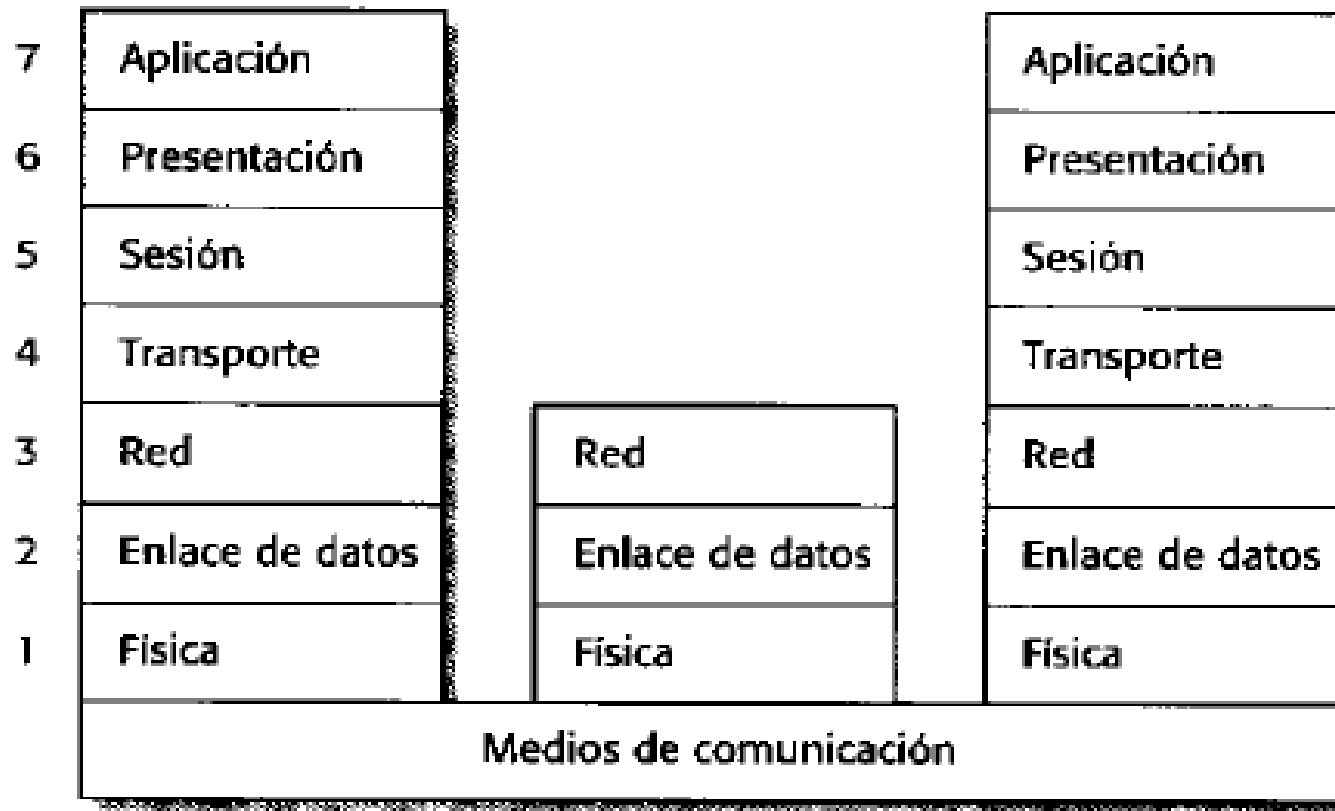 7 Aplicación Aplicación
6 Presentación Presentación
5 Sesión Sesión
4 Transporte Transporte
3 Red Red Red
2 Enlace de datos Enlace de datos Enlace de datos
1 Física Física Física
Medios de comunicación